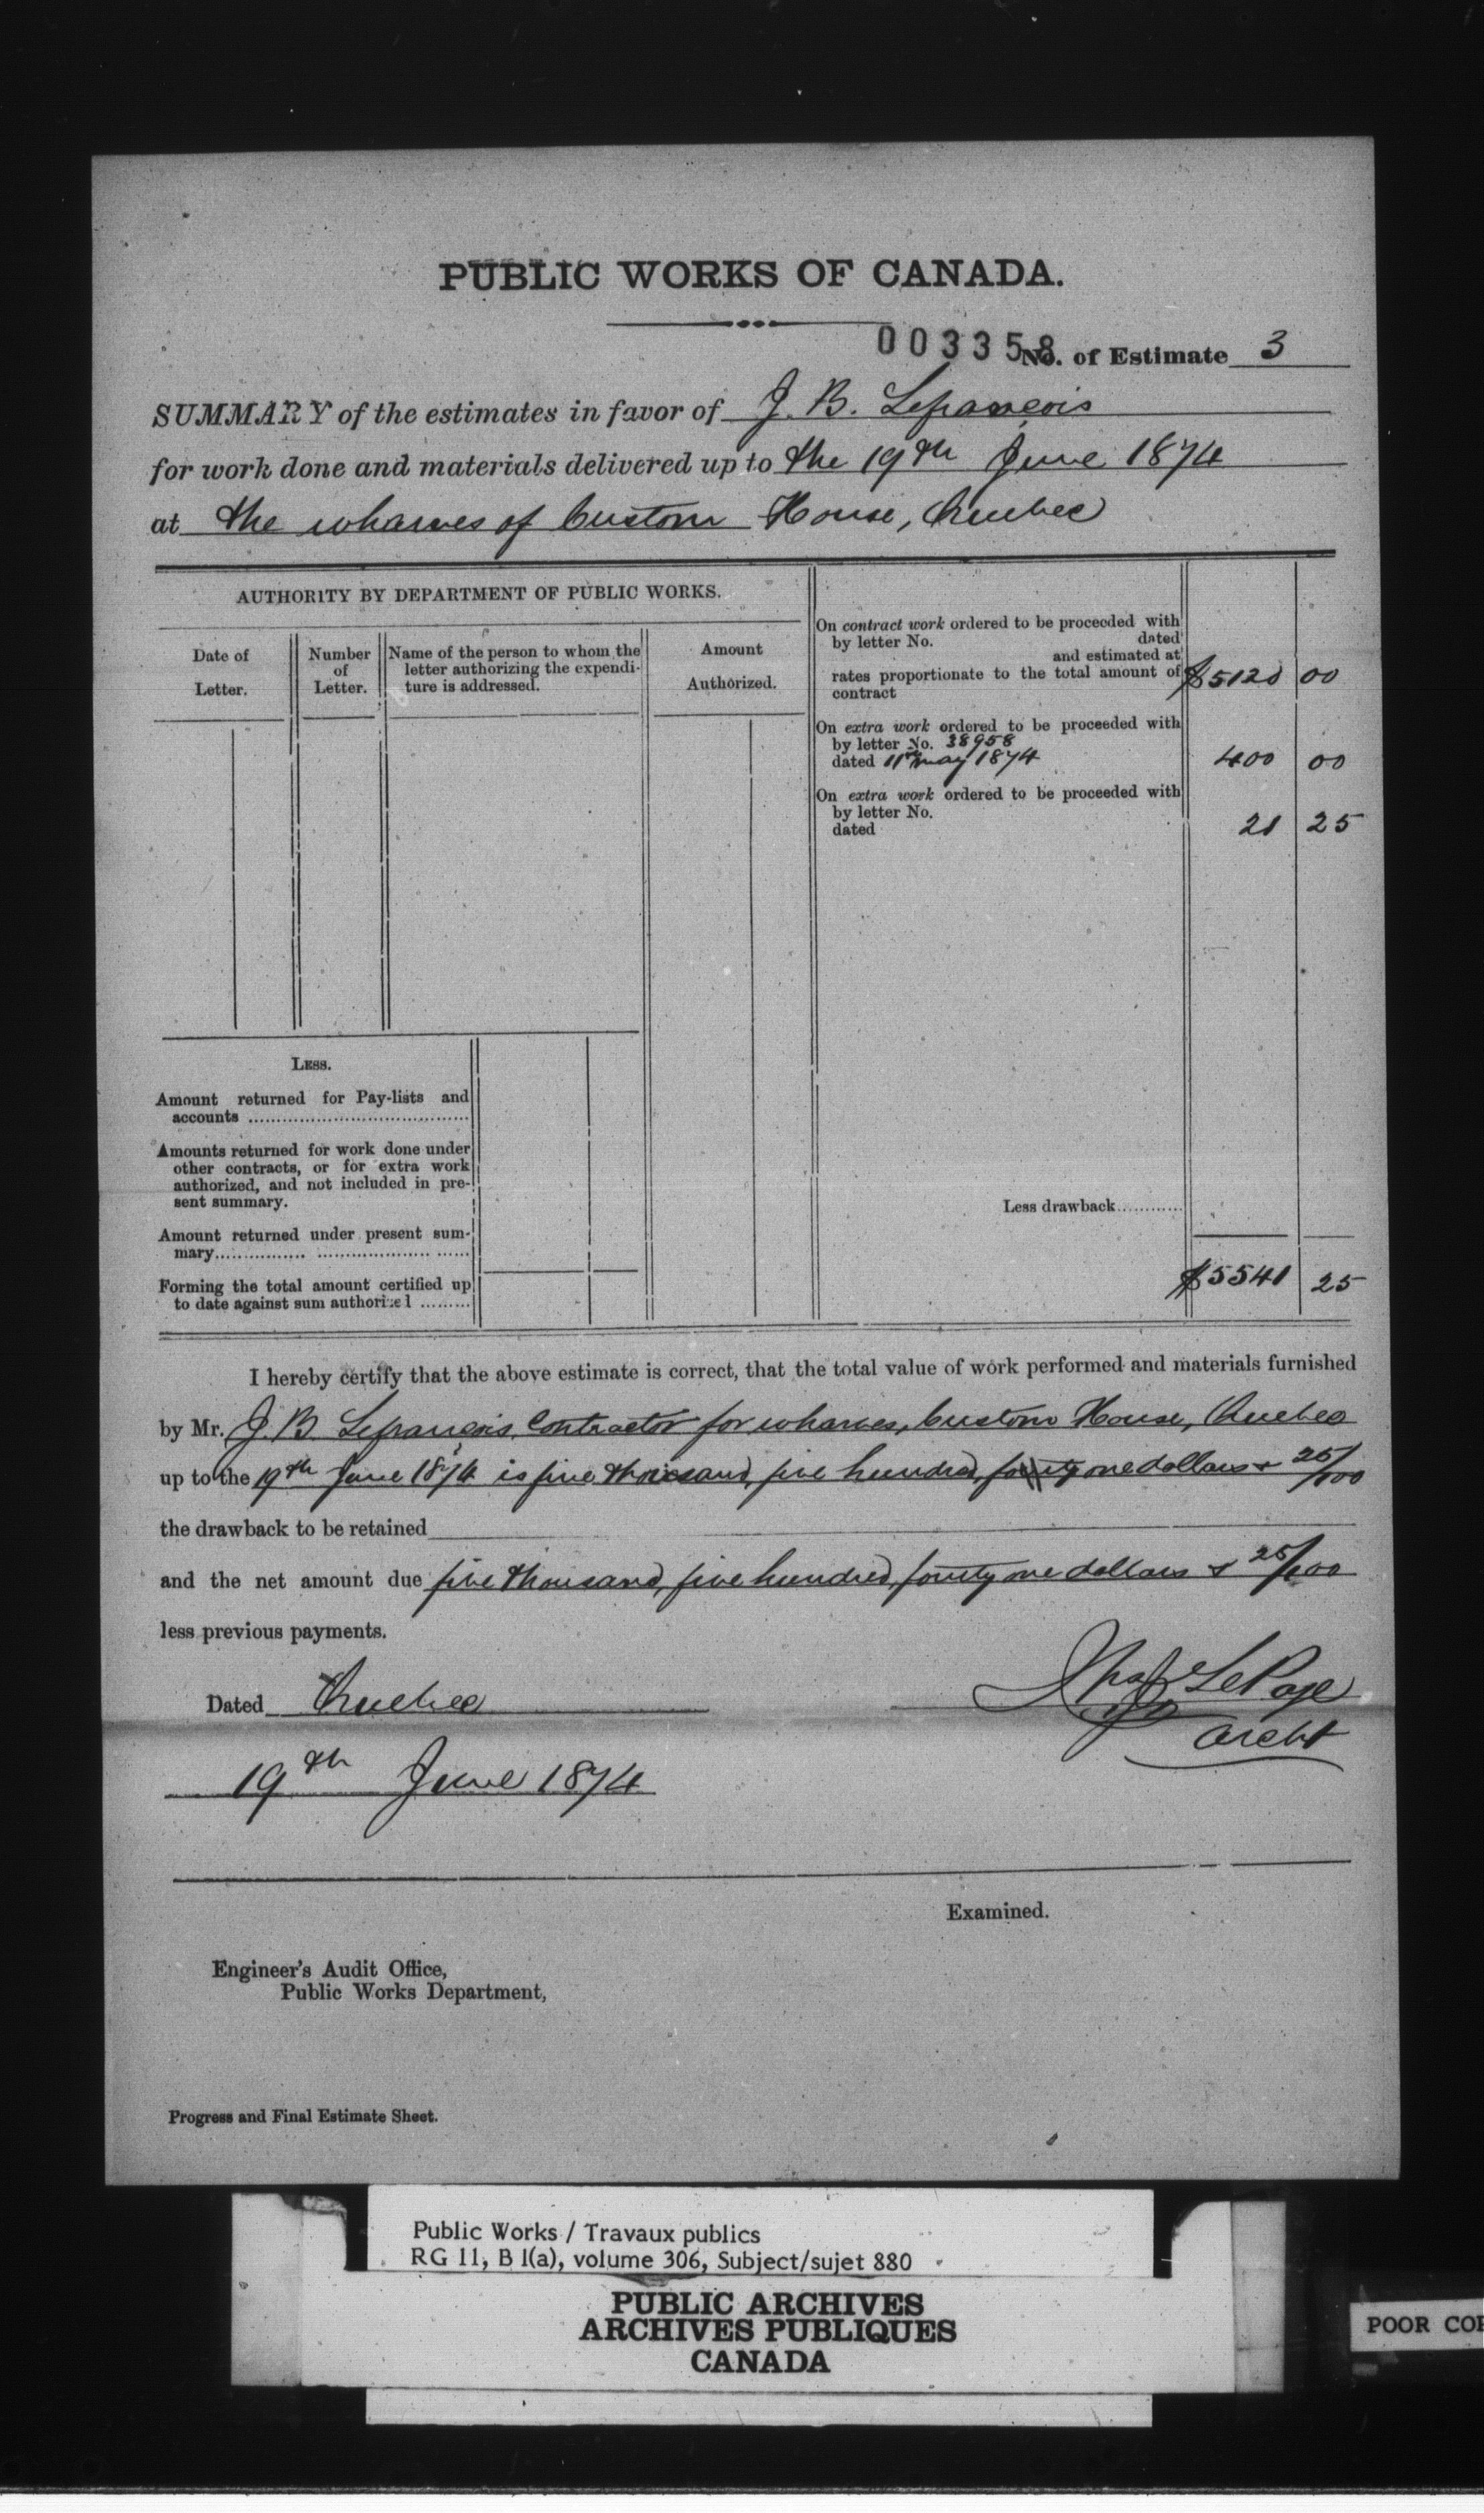 PUBLIC WORKS OF CANADA.
003358
No. of Estimate 3
SUMMARY of the estimates in favor of J. B. Lefrançois
for work done and materials delivered up to the 19th June 1874
at the wharves of Custom House, Quebec
AUTHORITY BY DEPARTMENT OF PUBLIC WORKS.
Date of
Letter.
Number
of
Letter.
Name of the person to whom the
letter authorizing the expendi-
ture is addressed.
Amount
Authorized.
On contract work ordered to be proceeded with
by letter No. dated
and estimated at
rates proportionate to the total amount of
contract $5120 00
On extra work ordered to be proceeded with
by letter No. 38958
dated 11th May 1874 400 00
On extra work ordered to be proceeded with
by letter No.
dated 21 25
LESS.
Amount returned for Pay-lists and
accounts
Amounts returned for work done under
other contracts, or for extra work
authorized, and not included in pre-
sent summary.
Amount returned under present sum-
mary
Forming the total amount certified up
to date against sum authorized
Less drawback
$5541 25
I hereby certify that the above estimate is correct, that the total value of work performed and materials furnished
by Mr. J. B. Lefrançois, Contractor for wharves, Custom House, Quebec
up to the 19th June 1874 is five thousand, five hundred, fourty one dollars & 25/100
the drawback to be retained
and the net amount due five thousand, five hundred, fourty one dollars & 25/100
less previous payments.
Dated Quebec
19th June 1874
LePage
Archt
Examined.
Engineer's Audit Office,
Public Works Department,
Progress and Final Estimate Sheet.
Public Works / Travaux publics
RG 11, B 1(a), volume 306, Subject/sujet 880
PUBLIC ARCHIVES
ARCHIVES PUBLIQUES
CANADA
POOR COP